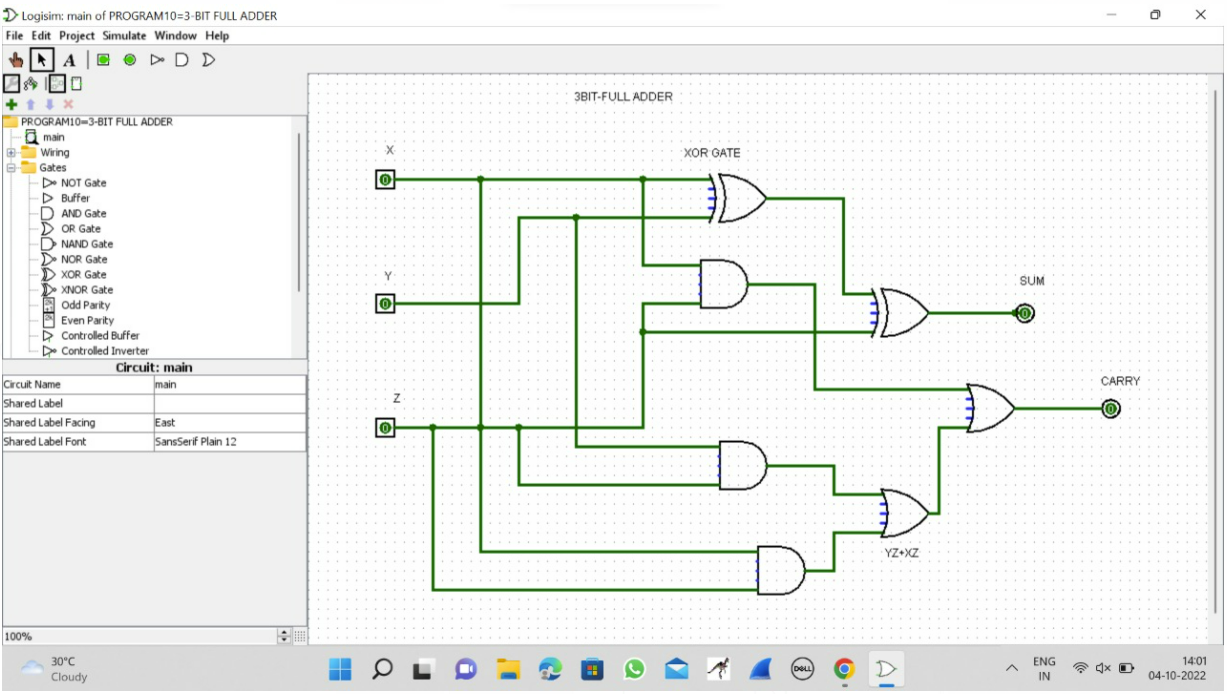 Logisim: main of PROGRAM10=3-BIT FULL ADDER
File Edit Project Simulate Window Help
A
PROGRAM10=3-BIT FULL ADDER
main
Wiring
Gates
NOT Gate
Buffer
AND Gate
OR Gate
NAND Gate
NOR Gate
XOR Gate
XNOR Gate
Odd Parity
Even Parity
Controlled Buffer
Controlled Inverter
Circuit: main
Circuit Name main
Shared Label
Shared Label Facing East
Shared Label Font SansSerif Plain 12
100%
3BIT-FULL ADDER
X
XOR GATE
0
Y
SUM
0
0
CARRY
Z
0
0
YZ+XZ
30°C
Cloudy
DELL
ENG
IN
14:01
04-10-2022